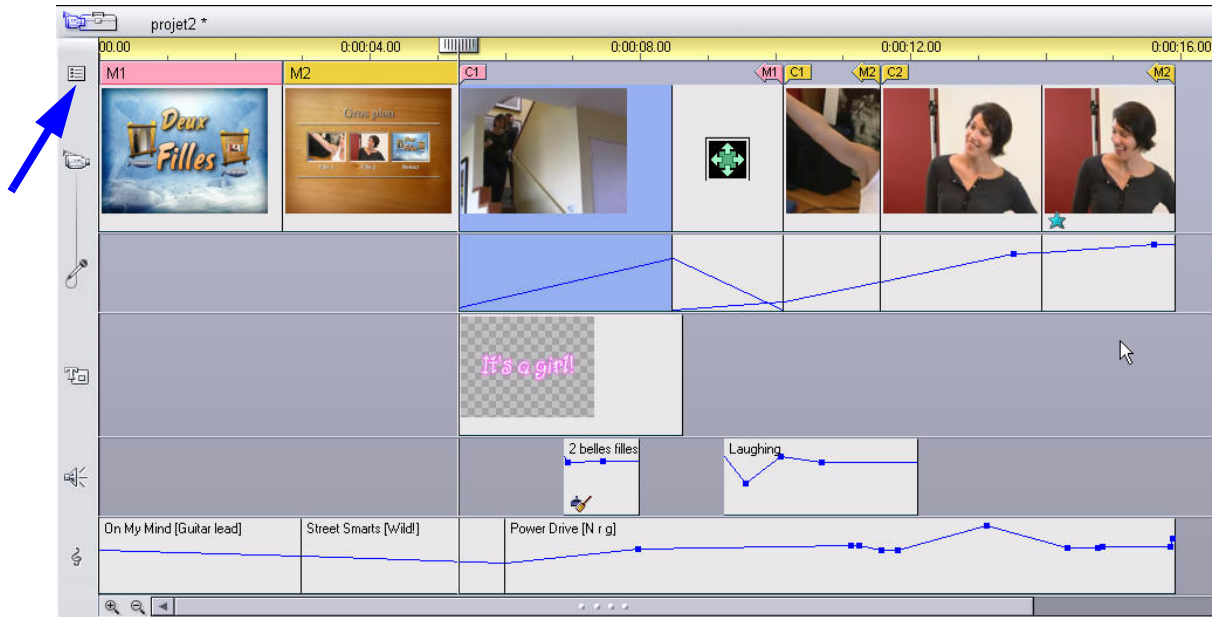 projet2 *
00.00 0:00:04.00 0:00:08.00 0:00:12.00 0:00:16.00
M1 M2 C1 M1 C1 M2 C2 M2
Deux
Filles
Gros plan
It's a girl!
2 belles filles Laughing
On My Mind [Guitar lead] Street Smarts [Wild!] Power Drive [N r g]